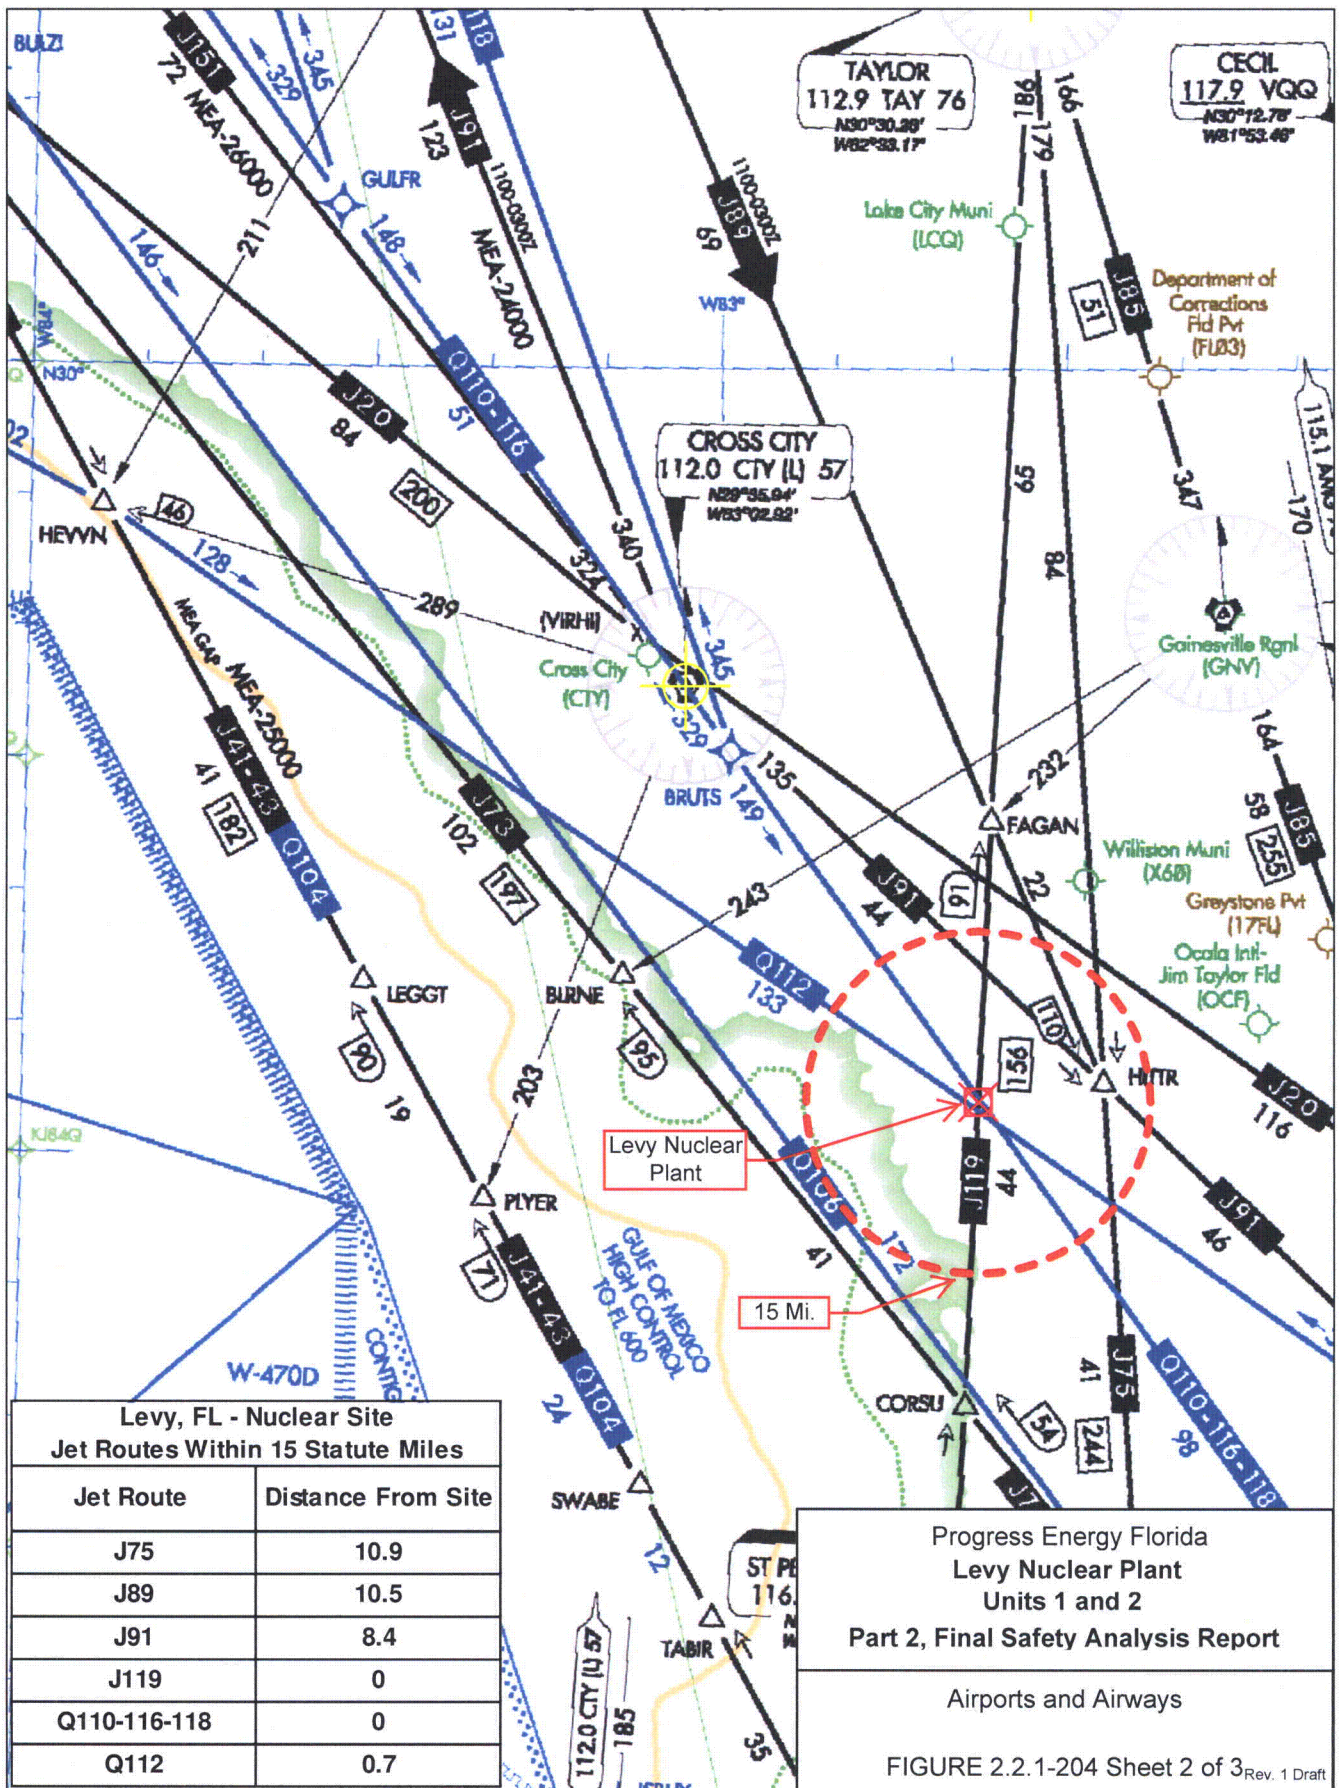 BULZI
J151
72 MEA-26000
329
345
131
118
J91
123
1100-0300Z
MEA-24000
GULFR
148
211
146
J89
69
1100-0300Z
W83°
TAYLOR
112.9 TAY 76
N30°30.28'
W82°33.17'
CECIL
117.9 VQQ
N30°12.78'
W81°53.46'
186
179
166
Lake City Muni
(LCQ)
J85
51
Department of
Corrections
Fld Pvt
(FL03)
W84°
N30°
J20
84
200
Q110-116
51
CROSS CITY
112.0 CTY (L) 57
N29°35.94'
W83°02.92'
65
84
347
170
HEVVN
46
128
289
340
324
(VIRHI)
Cross City
(CTY)
345
329
BRUTS
149
135
Gainesville Rgnl
(GNV)
232
FAGAN
164
J85
58 255
MEA GAP
MEA-25000
J41-43
41 182
Q104
J73
102
197
243
J91
44
91
22
Williston Muni
(X60)
Greystone Pvt
(17FL)
Ocala Intl-
Jim Taylor Fld
(OCF)
LEGGT
BLRNE
Q112
133
90
95
19
203
110
156
HITTR
J20
116
KJ84Q
Levy Nuclear
Plant
Q106
J119
44
PLYER
71
172
41
J91
46
GULF OF MEXICO
HIGH CONTROL
TO FL 600
15 Mi.
J41-43
Q104
24
W-470D
CORSU
54
J75
41
244
Q110-116-118
98
SWABE
12
TABIR
35
112.0 CTY (L) 57
185
Levy, FL - Nuclear Site
Jet Routes Within 15 Statute Miles
Jet Route Distance From Site
J75 10.9
J89 10.5
J91 8.4
J119 0
Q110-116-118 0
Q112 0.7
Progress Energy Florida
Levy Nuclear Plant
Units 1 and 2
Part 2, Final Safety Analysis Report
Airports and Airways
FIGURE 2.2.1-204 Sheet 2 of 3 Rev. 1 Draft